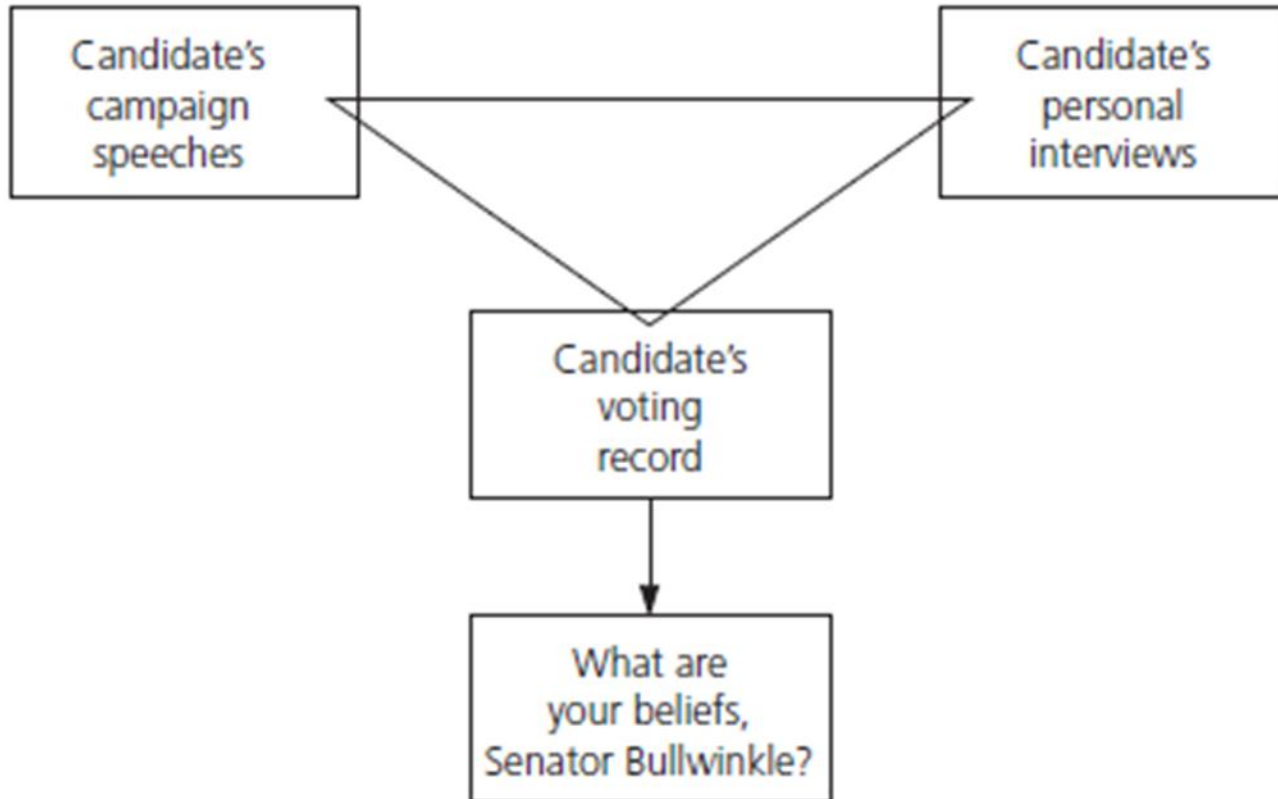 Candidate's
campaign
speeches
Candidate's
personal
interviews
Candidate's
voting
record
What are
your beliefs,
Senator Bullwinkle?